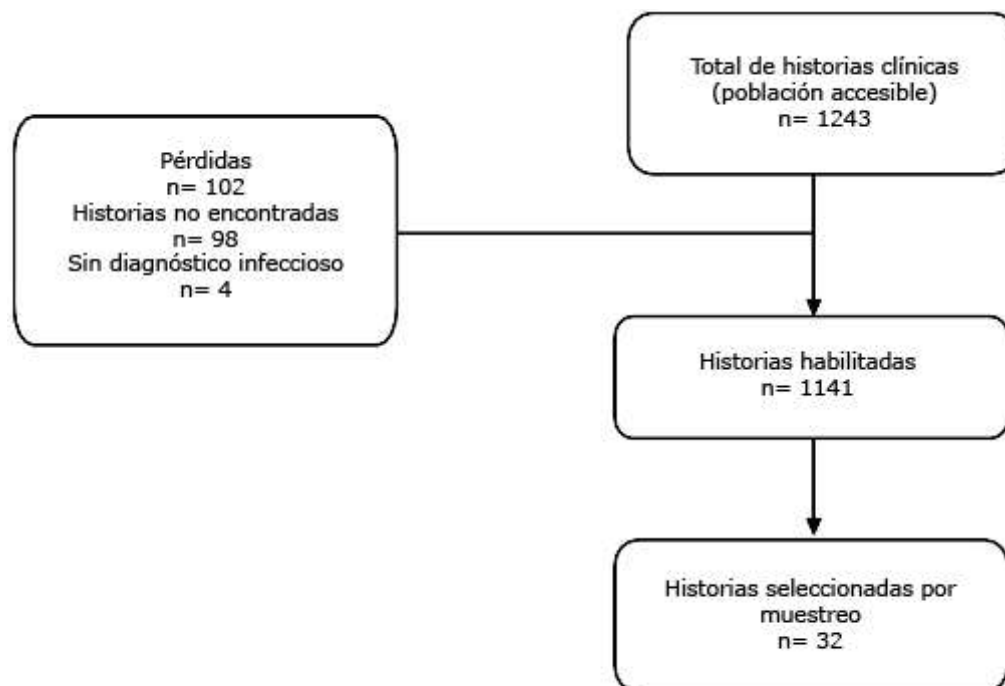 Total de historias clínicas
(población accesible)
n= 1243
Pérdidas
n= 102
Historias no encontradas
n= 98
Sin diagnóstico infeccioso
n= 4
Historias habilitadas
n= 1141
Historias seleccionadas por
muestreo
n= 32